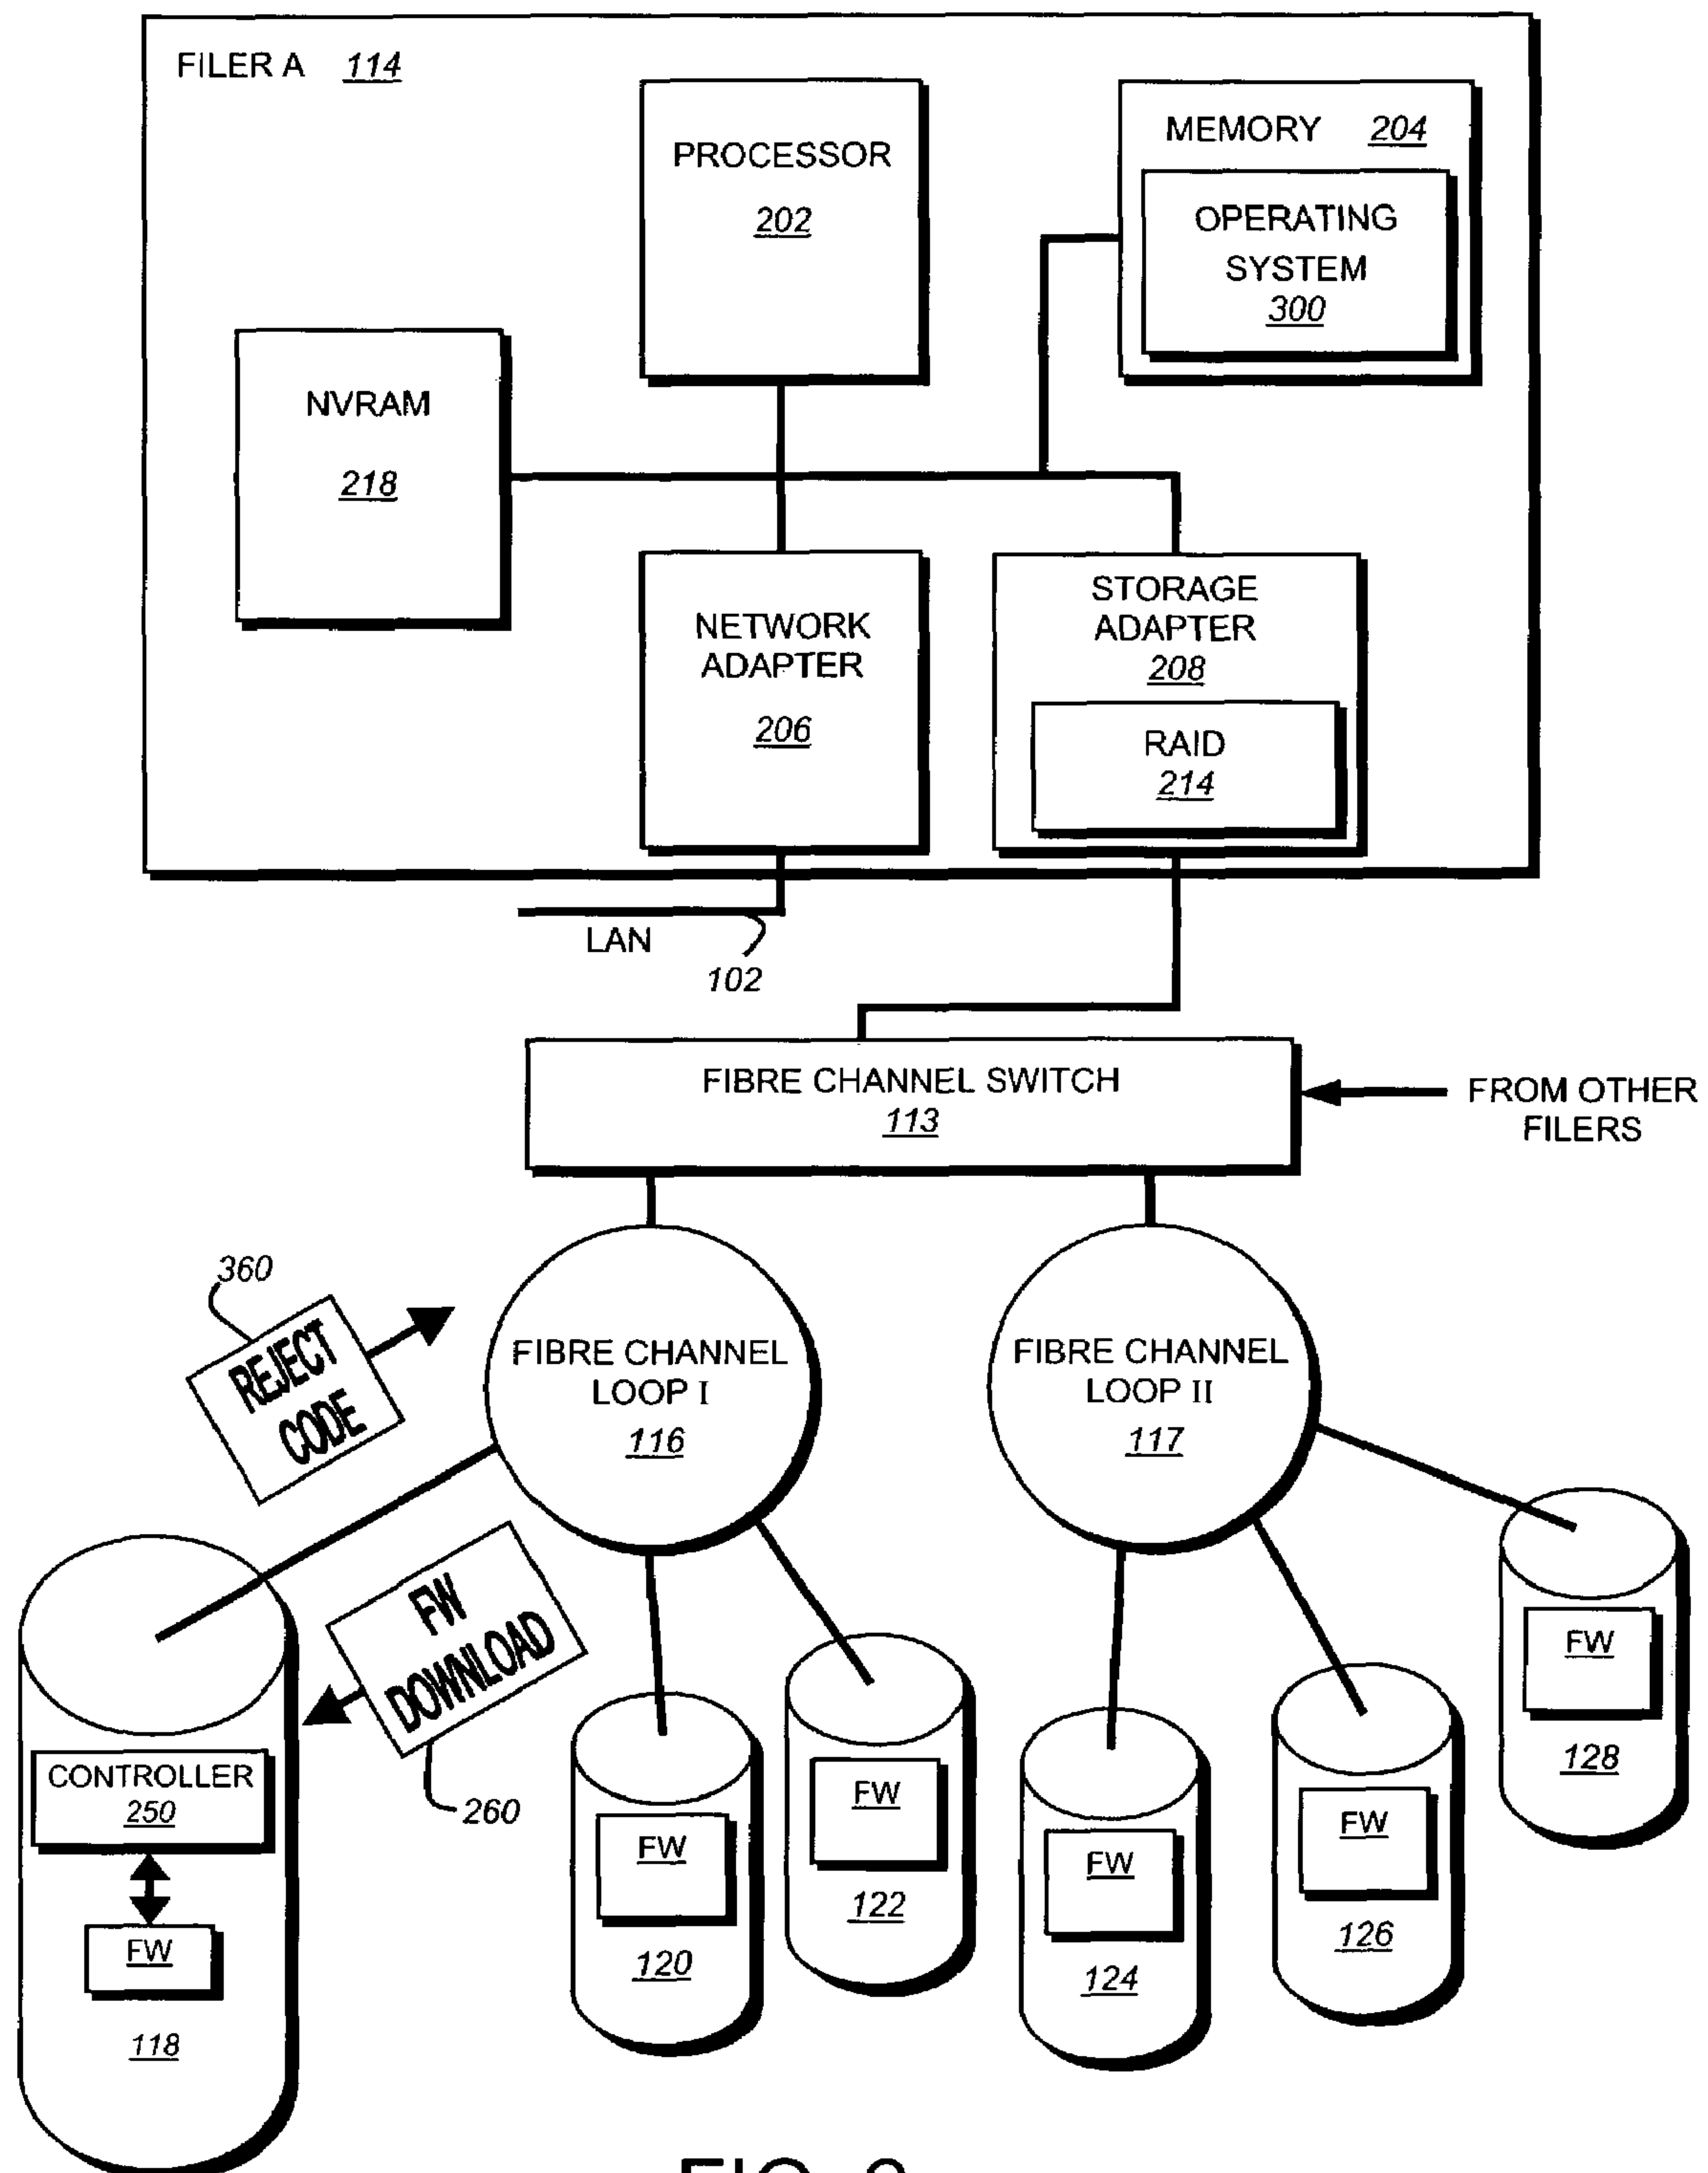 FILER A 114
PROCESSOR
202
MEMORY 204
OPERATING
SYSTEM
300
NVRAM
218
NETWORK
ADAPTER
206
STORAGE
ADAPTER
208
RAID
214
LAN
102
FIBRE CHANNEL SWITCH
113
FROM OTHER
FILERS
360
REJECT
CODE
FIBRE CHANNEL
LOOP I
116
FIBRE CHANNEL
LOOP II
117
FW
DOWNLOAD
260
CONTROLLER
250
FW
118
FW
120
FW
122
FW
124
FW
126
FW
128